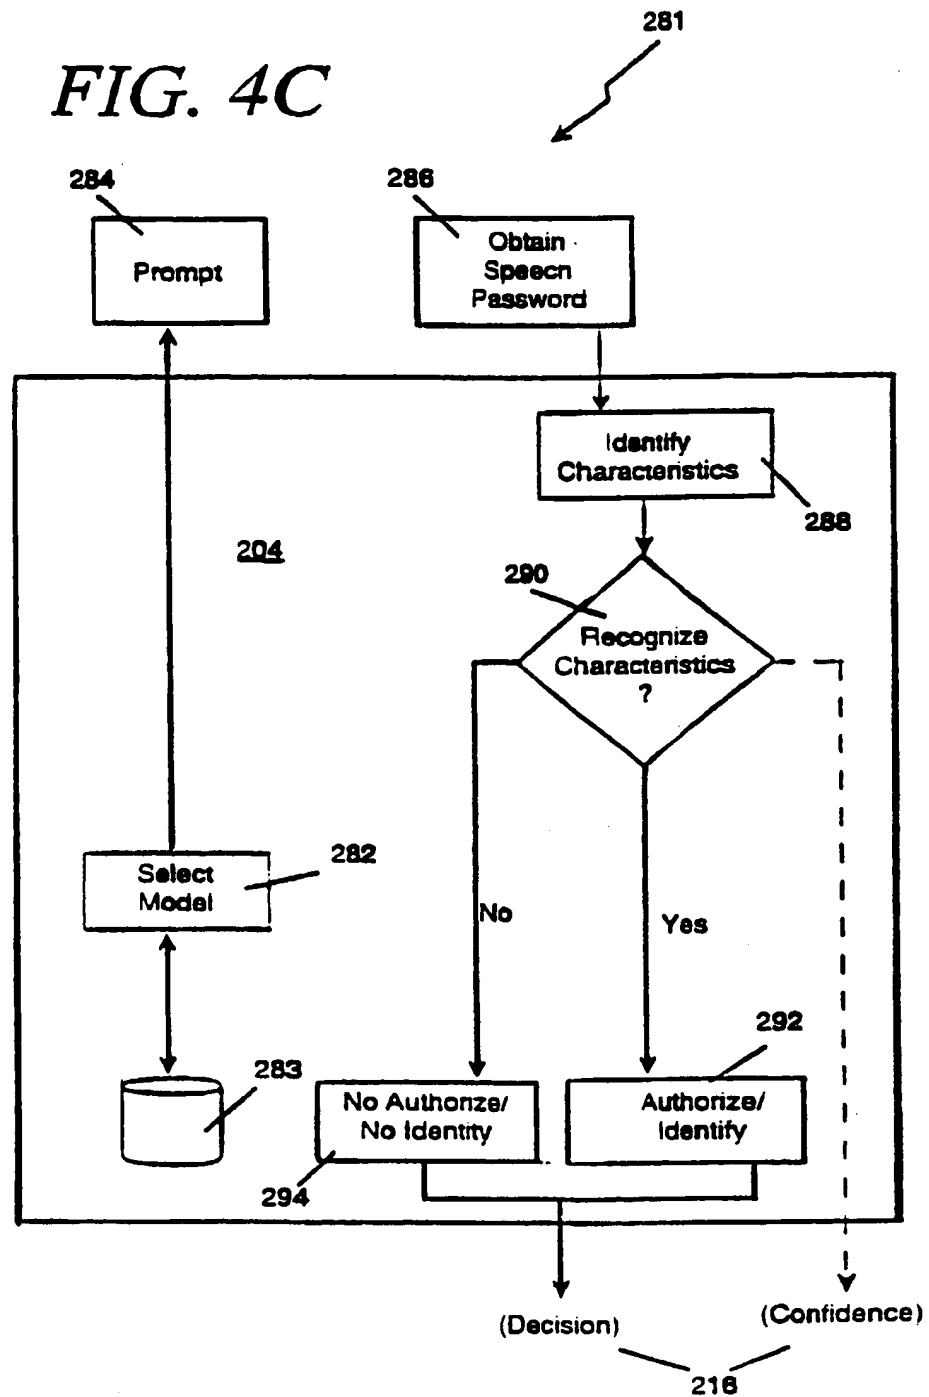 281
FIG. 4C
284
286
Prompt
Obtain
Speecn
Password
Identify
Characteristics
288
204
290
Recognize
Characteristics
?
282
Select
Model
No
Yes
292
283
No Authorize/
No Identity
Authorize/
Identify
294
(Decision)
(Confidence)
216